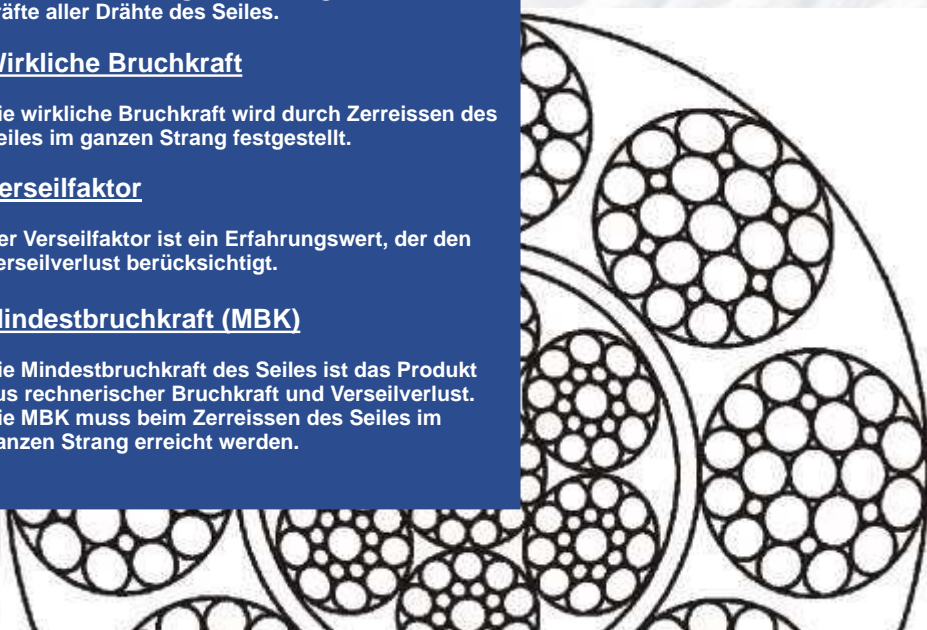 räfte aller Drähte des Seiles.
Wirkliche Bruchkraft
ie wirkliche Bruchkraft wird durch Zerreissen des
eiles im ganzen Strang festgestellt.
erseilfaktor
er Verseilfaktor ist ein Erfahrungswert, der den
erseilverlust berücksichtigt.
Mindestbruchkraft (MBK)
ie Mindestbruchkraft des Seiles ist das Produkt
us rechnerischer Bruchkraft und Verseilverlust.
ie MBK muss beim Zerreissen des Seiles im
anzen Strang erreicht werden.